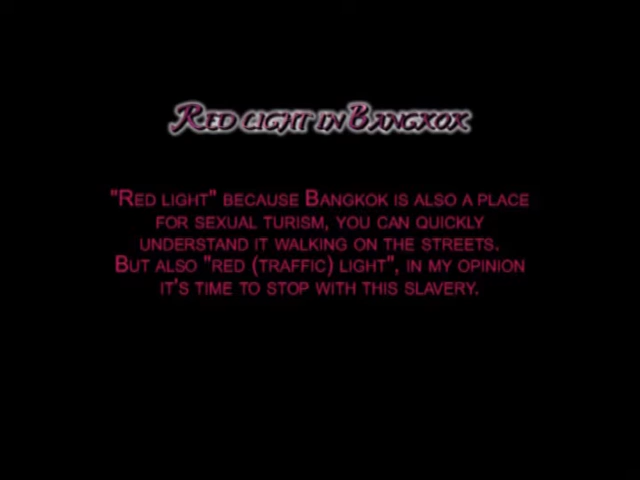 Red light in Bangkok
"Red light" because Bangkok is also a place
for sexual turism, you can quickly
understand it walking on the streets.
But also "red (traffic) light", in my opinion
it's time to stop with this slavery.